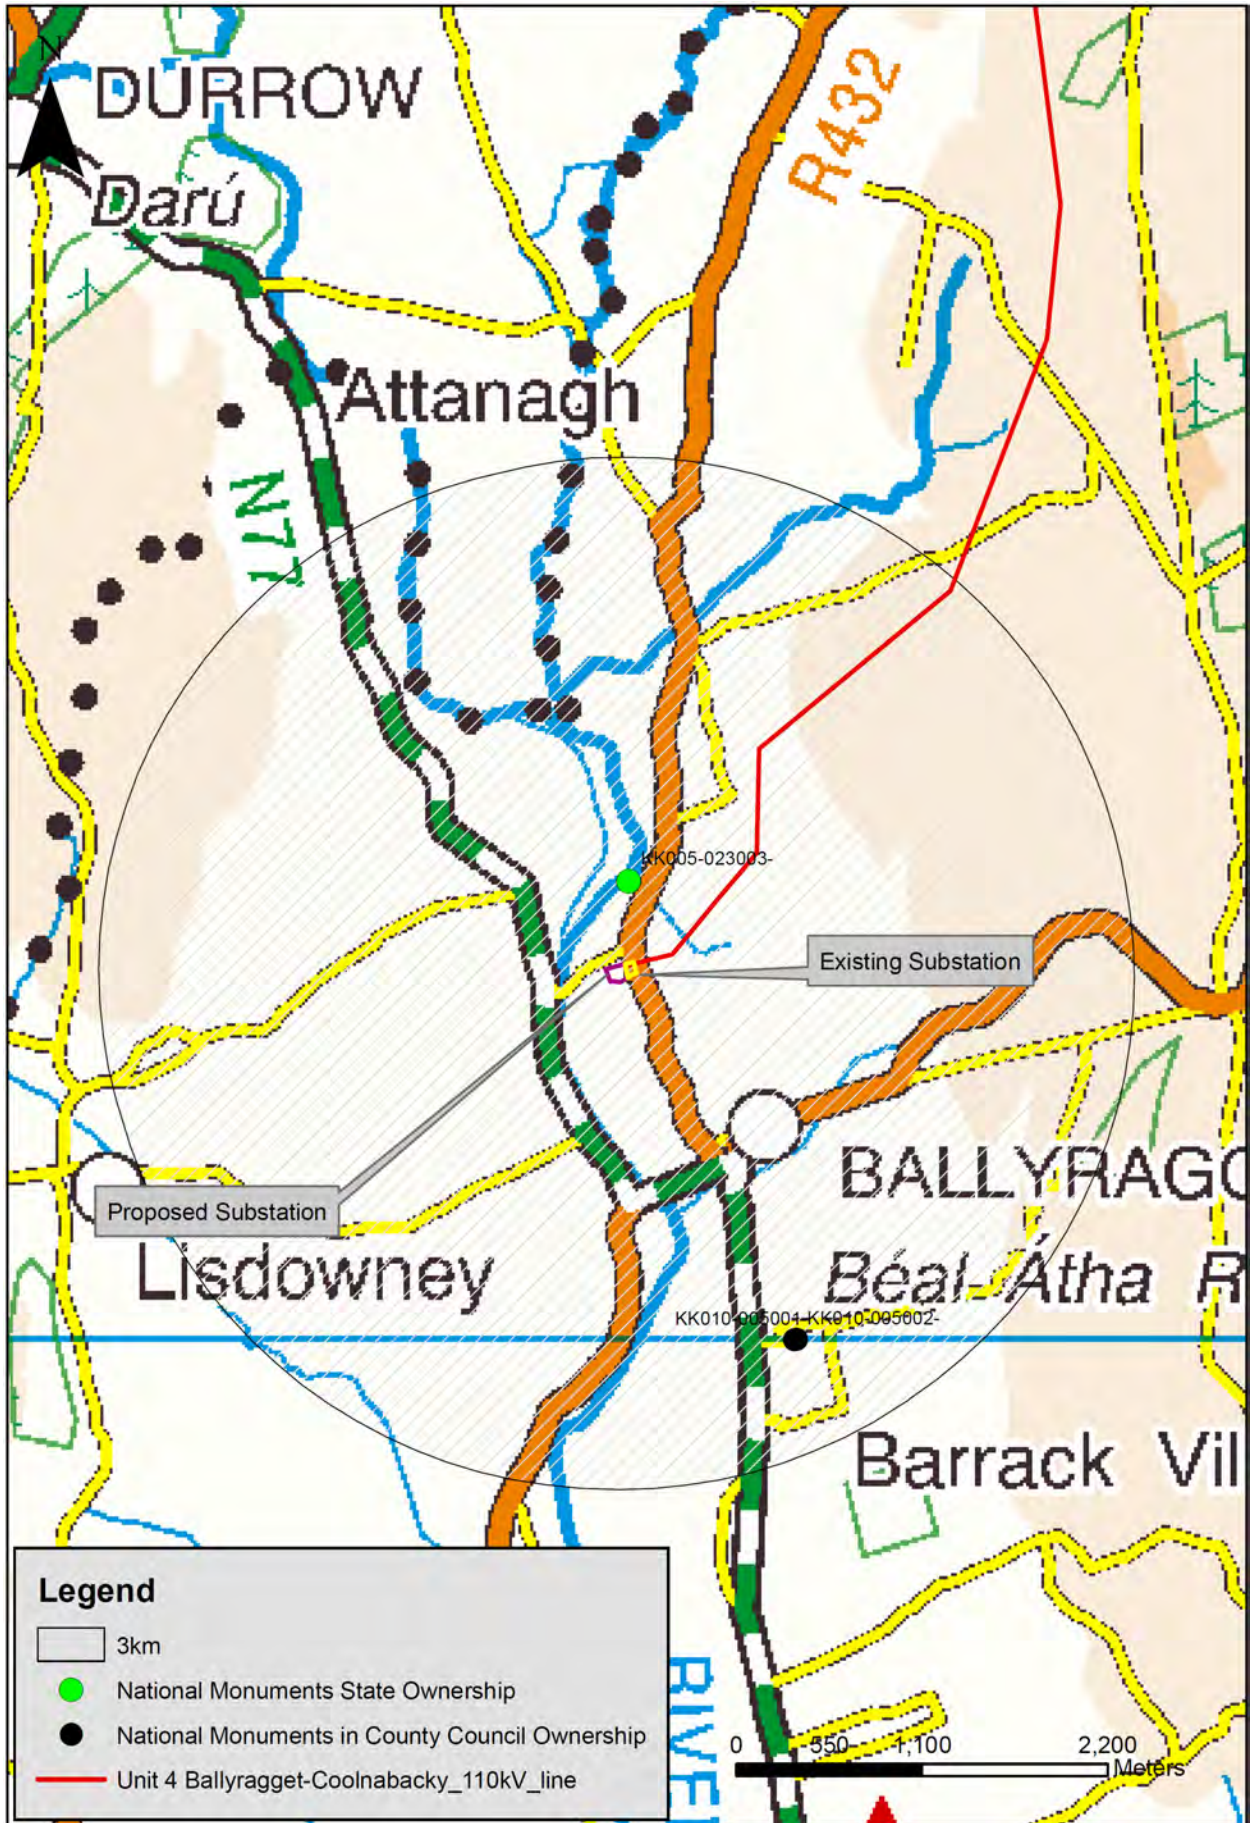 N
DURROW
Darú
R432
Attanagh
N77
KK005-023003-
Existing Substation
Proposed Substation
BALLYRAGG
Lisdowney
Béal-Átha R
KK010-005001-KK010-005002-
Barrack Vil
RIVER
Legend
3km
National Monuments State Ownership
National Monuments in County Council Ownership
Unit 4 Ballyragget-Coolnabacky_110kV_line
0 550 1,100 2,200
Meters